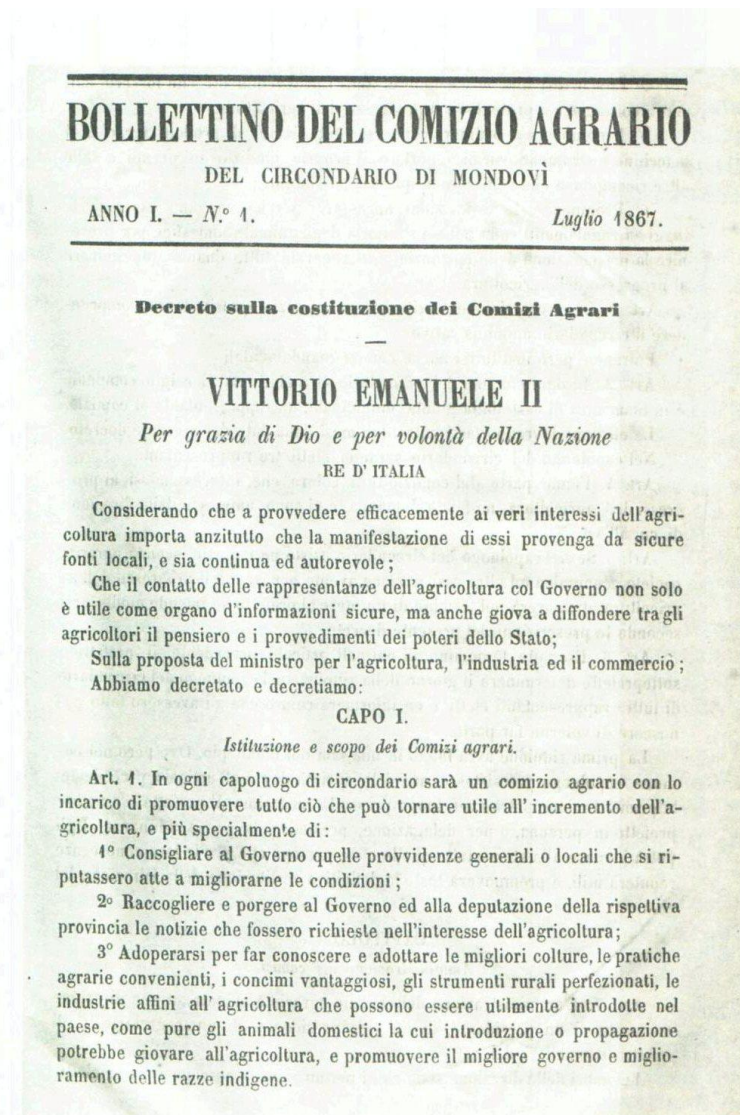 BOLLETTINO DEL COMIZIO AGRARIO
DEL CIRCONDARIO DI MONDOVÌ
ANNO I. — N.º 1. Luglio 1867.
Decreto sulla costituzione dei Comizi Agrari
VITTORIO EMANUELE II
Per grazia di Dio e per volontà della Nazione
RE D'ITALIA
Considerando che a provvedere efficacemente ai veri interessi dell'agri-
coltura importa anzitutto che la manifestazione di essi provenga da sicure
fonti locali, e sia continua ed autorevole;
Che il contatto delle rappresentanze dell'agricoltura col Governo non solo
è utile come organo d'informazioni sicure, ma anche giova a diffondere tra gli
agricoltori il pensiero e i provvedimenti dei poteri dello Stato;
Sulla proposta del ministro per l'agricoltura, l'industria ed il commercio;
Abbiamo decretato e decretiamo:
CAPO I.
Istituzione e scopo dei Comizi agrari.
Art. 1. In ogni capoluogo di circondario sarà un comizio agrario con lo
incarico di promuovere tutto ciò che può tornare utile all'incremento dell'a-
gricoltura, e più specialmente di:
1º Consigliare al Governo quelle provvidenze generali o locali che si ri-
putassero atte a migliorarne le condizioni;
2º Raccogliere e porgere al Governo ed alla deputazione della rispettiva
provincia le notizie che fossero richieste nell'interesse dell'agricoltura;
3º Adoperarsi per far conoscere e adottare le migliori colture, le pratiche
agrarie convenienti, i concimi vantaggiosi, gli strumenti rurali perfezionati, le
industrie affini all'agricoltura che possono essere utilmente introdotte nel
paese, come pure gli animali domestici la cui introduzione o propagazione
potrebbe giovare all'agricoltura, e promuovere il migliore governo e miglio-
ramento delle razze indigene.